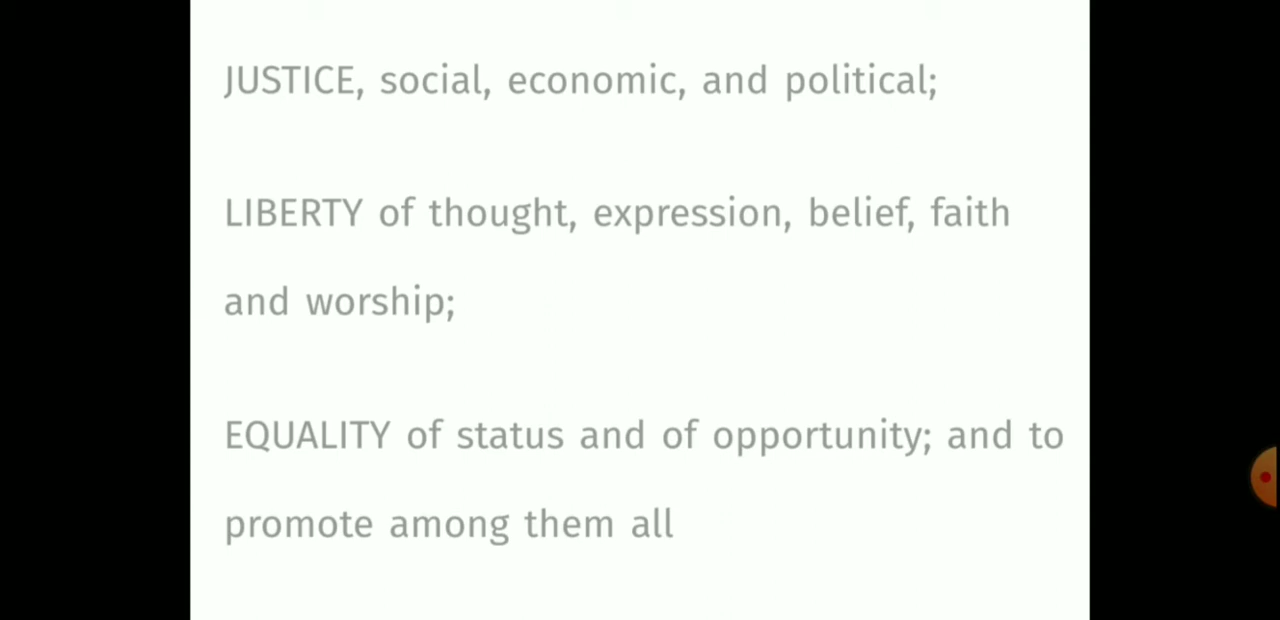 JUSTICE, social, economic, and political;
LIBERTY of thought, expression, belief, faith
and worship;
EQUALITY of status and of opportunity; and to
promote among them all